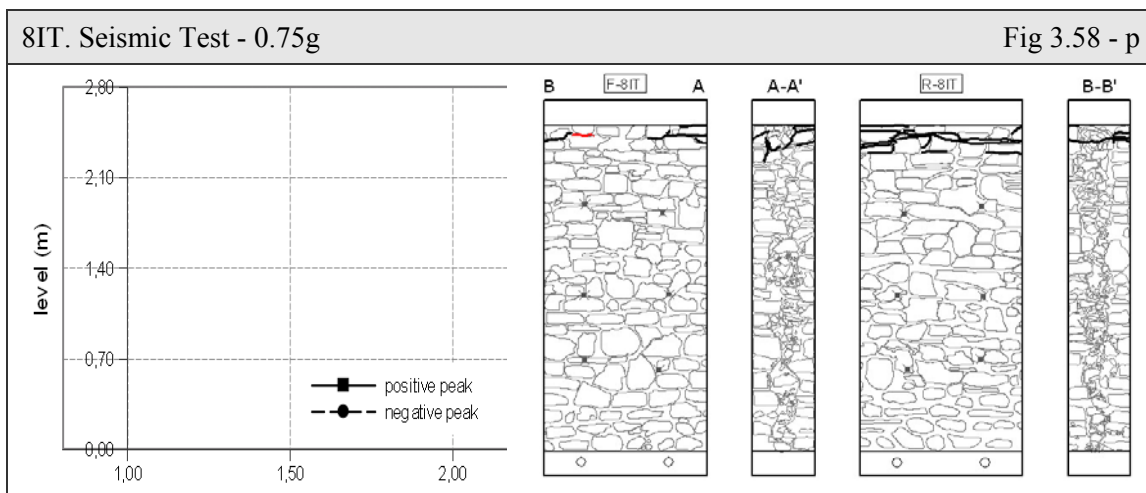 8IT. Seismic Test - 0.75g Fig 3.58 - p
B F-8IT A A-A' R-8IT B-B'
2,80
2,10
1,40
0,70
0,00
level (m)
positive peak
negative peak
1,00 1,50 2,00